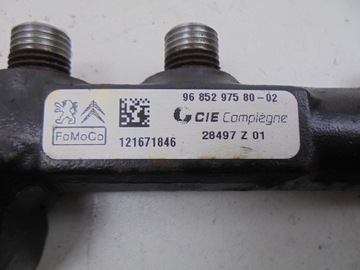 96 852 975 80-02
CIE Compiègne
FoMoCo
121671846
28497 Z 01